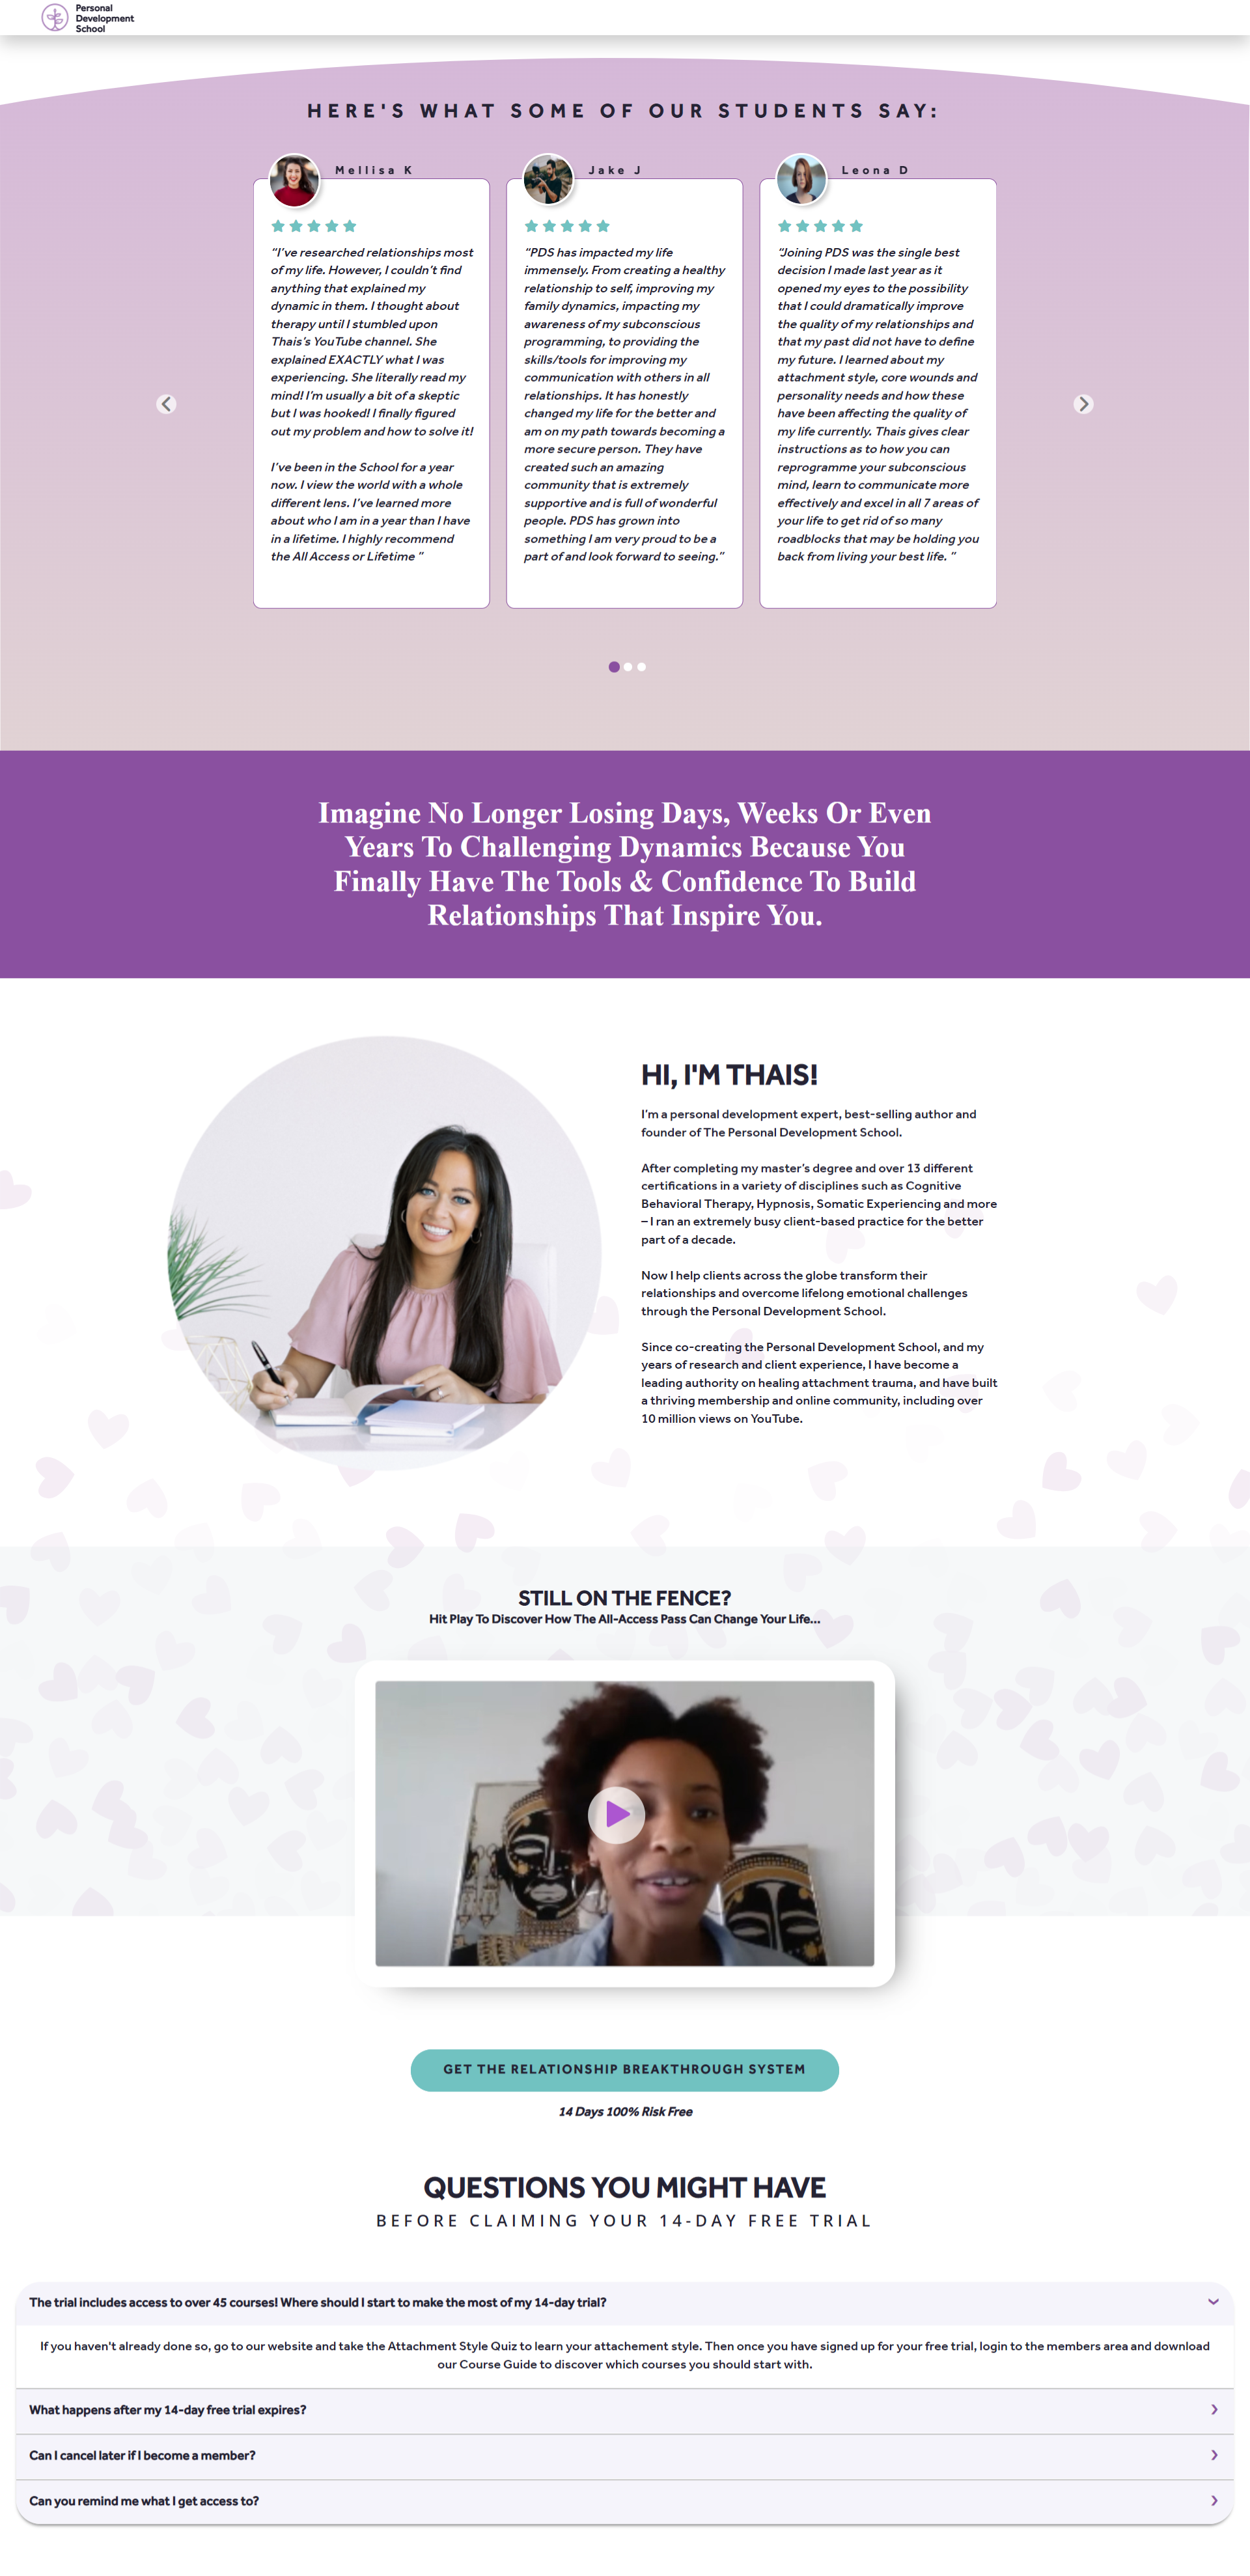 Personal
Development
School
HERE'S WHAT SOME OF OUR STUDENTS SAY:
Mellisa K
“I’ve researched relationships most
of my life. However, I couldn’t find
anything that explained my
dynamic in them. I thought about
therapy until I stumbled upon
Thais’s YouTube channel. She
explained EXACTLY what I was
experiencing. She literally read my
mind! I’m usually a bit of a skeptic
but I was hooked! I finally figured
out my problem and how to solve it!
I’ve been in the School for a year
now. I view the world with a whole
different lens. I’ve learned more
about who I am in a year than I have
in a lifetime. I highly recommend
the All Access or Lifetime ”
Jake J
“PDS has impacted my life
immensely. From creating a healthy
relationship to self, improving my
family dynamics, impacting my
awareness of my subconscious
programming, to providing the
skills/tools for improving my
communication with others in all
relationships. It has honestly
changed my life for the better and
am on my path towards becoming a
more secure person. They have
created such an amazing
community that is extremely
supportive and is full of wonderful
people. PDS has grown into
something I am very proud to be a
part of and look forward to seeing.”
Leona D
“Joining PDS was the single best
decision I made last year as it
opened my eyes to the possibility
that I could dramatically improve
the quality of my relationships and
that my past did not have to define
my future. I learned about my
attachment style, core wounds and
personality needs and how these
have been affecting the quality of
my life currently. Thais gives clear
instructions as to how you can
reprogramme your subconscious
mind, learn to communicate more
effectively and excel in all 7 areas of
your life to get rid of so many
roadblocks that may be holding you
back from living your best life. ”
Imagine No Longer Losing Days, Weeks Or Even
Years To Challenging Dynamics Because You
Finally Have The Tools & Confidence To Build
Relationships That Inspire You.
HI, I'M THAIS!
I’m a personal development expert, best-selling author and
founder of The Personal Development School.
After completing my master’s degree and over 13 different
certifications in a variety of disciplines such as Cognitive
Behavioral Therapy, Hypnosis, Somatic Experiencing and more
– I ran an extremely busy client-based practice for the better
part of a decade.
Now I help clients across the globe transform their
relationships and overcome lifelong emotional challenges
through the Personal Development School.
Since co-creating the Personal Development School, and my
years of research and client experience, I have become a
leading authority on healing attachment trauma, and have built
a thriving membership and online community, including over
10 million views on YouTube.
STILL ON THE FENCE?
Hit Play To Discover How The All-Access Pass Can Change Your Life...
GET THE RELATIONSHIP BREAKTHROUGH SYSTEM
14 Days 100% Risk Free
QUESTIONS YOU MIGHT HAVE
BEFORE CLAIMING YOUR 14-DAY FREE TRIAL
The trial includes access to over 45 courses! Where should I start to make the most of my 14-day trial?
If you haven't already done so, go to our website and take the Attachment Style Quiz to learn your attachement style. Then once you have signed up for your free trial, login to the members area and download
our Course Guide to discover which courses you should start with.
What happens after my 14-day free trial expires?
Can I cancel later if I become a member?
Can you remind me what I get access to?